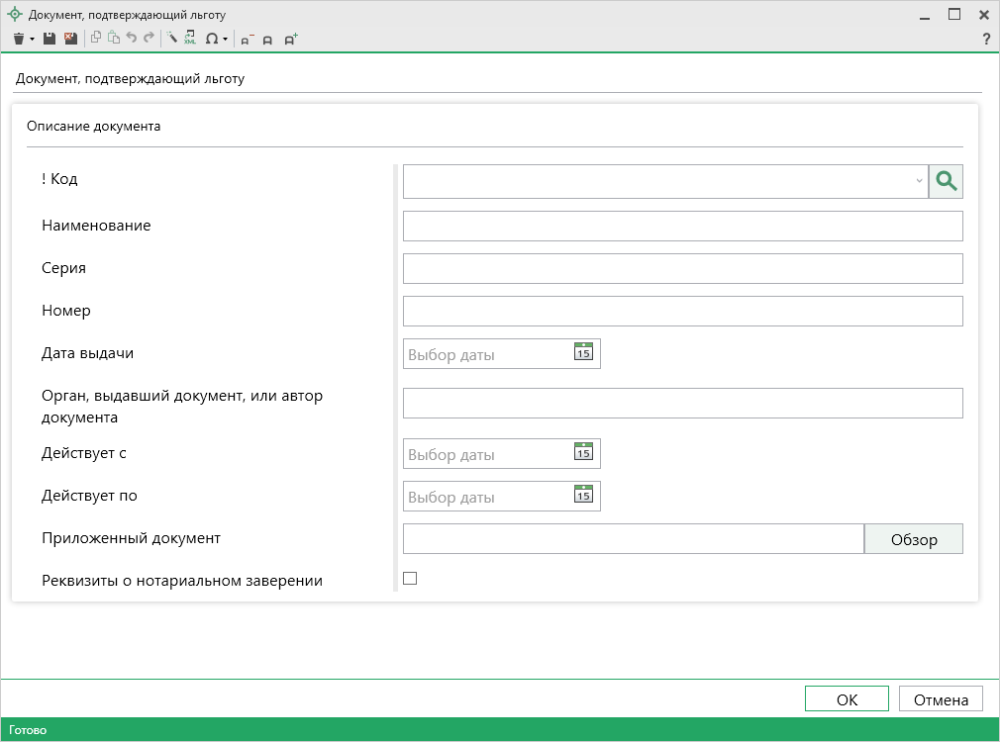 Документ, подтверждающий льготу
XML
?
Документ, подтверждающий льготу
Описание документа
! Код
Наименование
Серия
Номер
Дата выдачи
Выбор даты
15
Орган, выдавший документ, или автор
документа
Действует с
Выбор даты
15
Действует по
Выбор даты
15
Приложенный документ
Обзор
Реквизиты о нотариальном заверении
ОК
Отмена
Готово